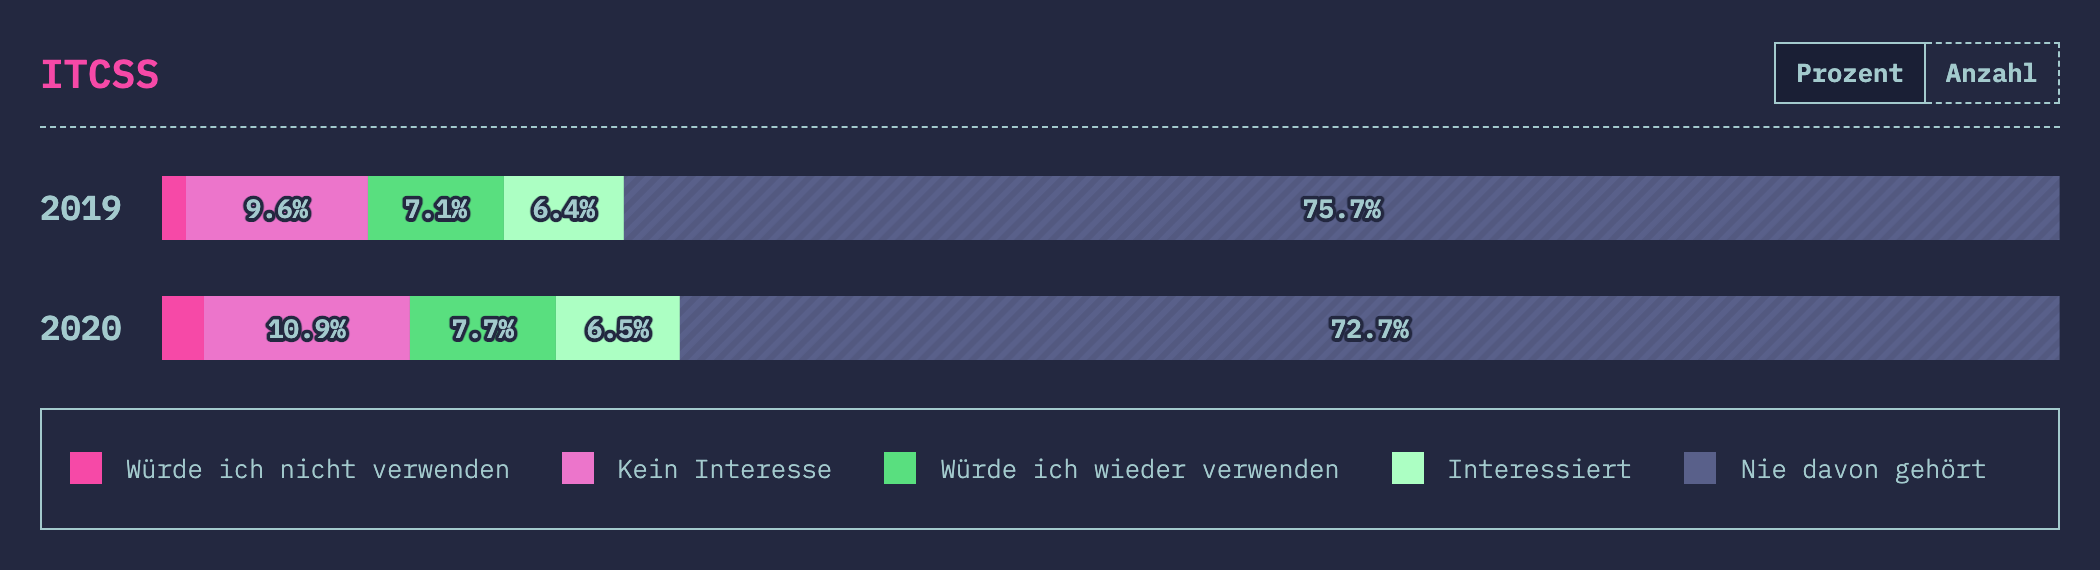 ITCSS
Prozent Anzahl
2019 9.6% 7.1% 6.4% 75.7%
2020 10.9% 7.7% 6.5% 72.7%
Würde ich nicht verwenden Kein Interesse Würde ich wieder verwenden Interessiert Nie davon gehört